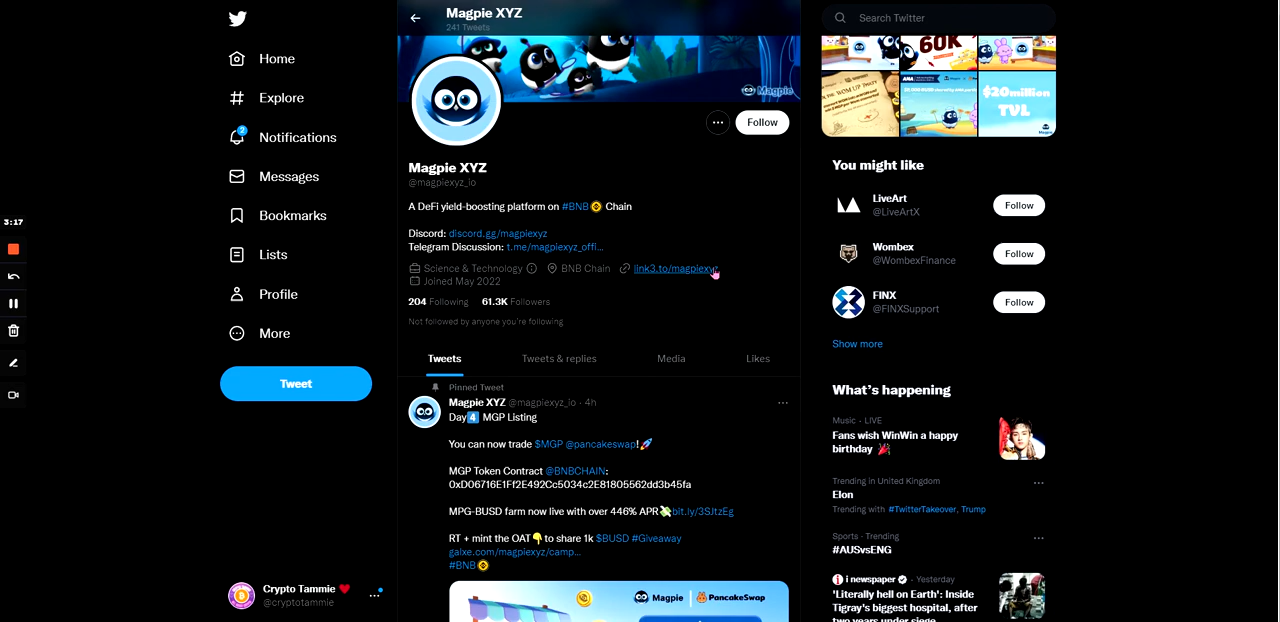 Magpie XYZ
241 Tweets
Search Twitter
Home
Explore
2
Notifications
Messages
Bookmarks
Lists
Profile
More
Tweet
3:17
Crypto Tammie
@cryptotammie
Magpie
Follow
Magpie XYZ
@magpiexyz_io
A DeFi yield-boosting platform on #BNB Chain
Discord: discord.gg/magpiexyz
Telegram Discussion: t.me/magpiexyz_offi...
Science & Technology BNB Chain link3.to/magpiexyz
Joined May 2022
204 Following 61.3K Followers
Not followed by anyone you're following
Tweets Tweets & replies Media Likes
Pinned Tweet
Magpie XYZ @magpiexyz_io · 4h
Day 4 MGP Listing
You can now trade $MGP @pancakeswap!
MGP Token Contract @BNBCHAIN:
MPG-BUSD farm now live with over 446% APR bit.ly/3SJtzEg
RT + mint the OAT to share 1k $BUSD #Giveaway
galxe.com/magpiexyz/camp...
#BNB
Magpie PancakeSwap
60K
AMA
$20million
TVL
Magpie
You might like
LiveArt
@LiveArtX
Follow
Wombex
@WombexFinance
Follow
FINX
@FINXSupport
Follow
Show more
What's happening
Music · LIVE
Fans wish WinWin a happy
birthday
Trending in United Kingdom
Elon
Trending with #TwitterTakeover, Trump
Sports · Trending
#AUSvsENG
i newspaper · Yesterday
'Literally hell on Earth': Inside
Tigray's biggest hospital, after
two years under siege